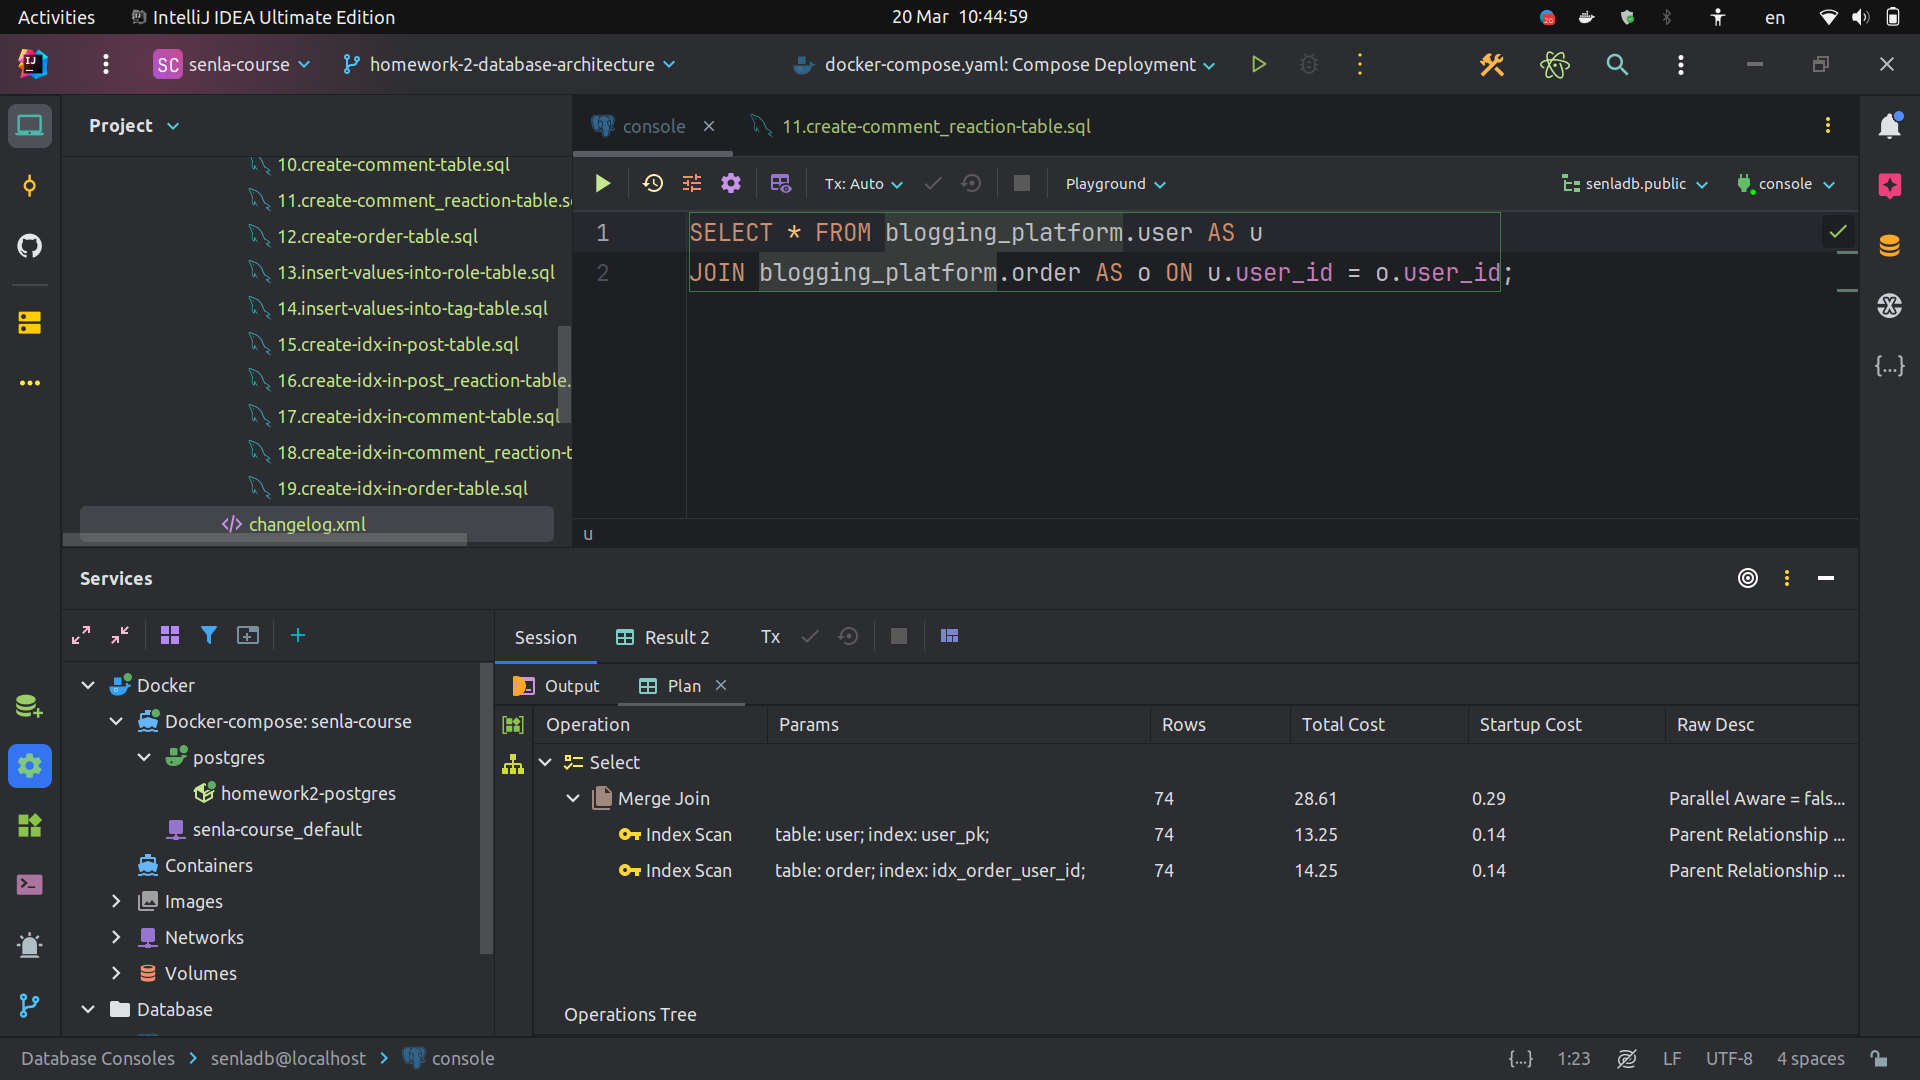 Activities
IntelliJ IDEA Ultimate Edition
20 Mar 10:44:59
26
en
IJ
SC senla-course
homework-2-database-architecture
docker-compose.yaml: Compose Deployment
Project
console
11.create-comment_reaction-table.sql
10.create-comment-table.sql
11.create-comment_reaction-table.s
12.create-order-table.sql
13.insert-values-into-role-table.sql
14.insert-values-into-tag-table.sql
15.create-idx-in-post-table.sql
16.create-idx-in-post_reaction-table.
17.create-idx-in-comment-table.sql
18.create-idx-in-comment_reaction-t
19.create-idx-in-order-table.sql
changelog.xml
Tx: Auto
Playground
senladb.public
console
1 SELECT * FROM blogging_platform.user AS u
2 JOIN blogging_platform.order AS o ON u.user_id = o.user_id;
u
{...}
Services
Session
Result 2
Tx
Output
Plan
Docker
Docker-compose: senla-course
postgres
homework2-postgres
senla-course_default
Containers
Images
Networks
Volumes
Database
Operation Params Rows Total Cost Startup Cost Raw Desc
Select
Merge Join 74 28.61 0.29 Parallel Aware = fals...
Index Scan table: user; index: user_pk; 74 13.25 0.14 Parent Relationship ...
Index Scan table: order; index: idx_order_user_id; 74 14.25 0.14 Parent Relationship ...
Operations Tree
Database Consoles
senladb@localhost
console
{...}
1:23
LF
UTF-8
4 spaces